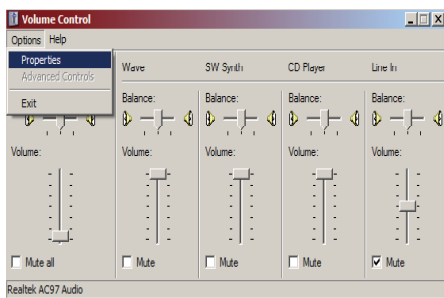 Volume Control
Options Help
Properties
Advanced Controls
Exit
Wave SW Synth CD Player Line In
Balance: Balance: Balance: Balance:
Volume: Volume: Volume: Volume: Volume:
Mute all Mute Mute Mute Mute
Realtek AC97 Audio